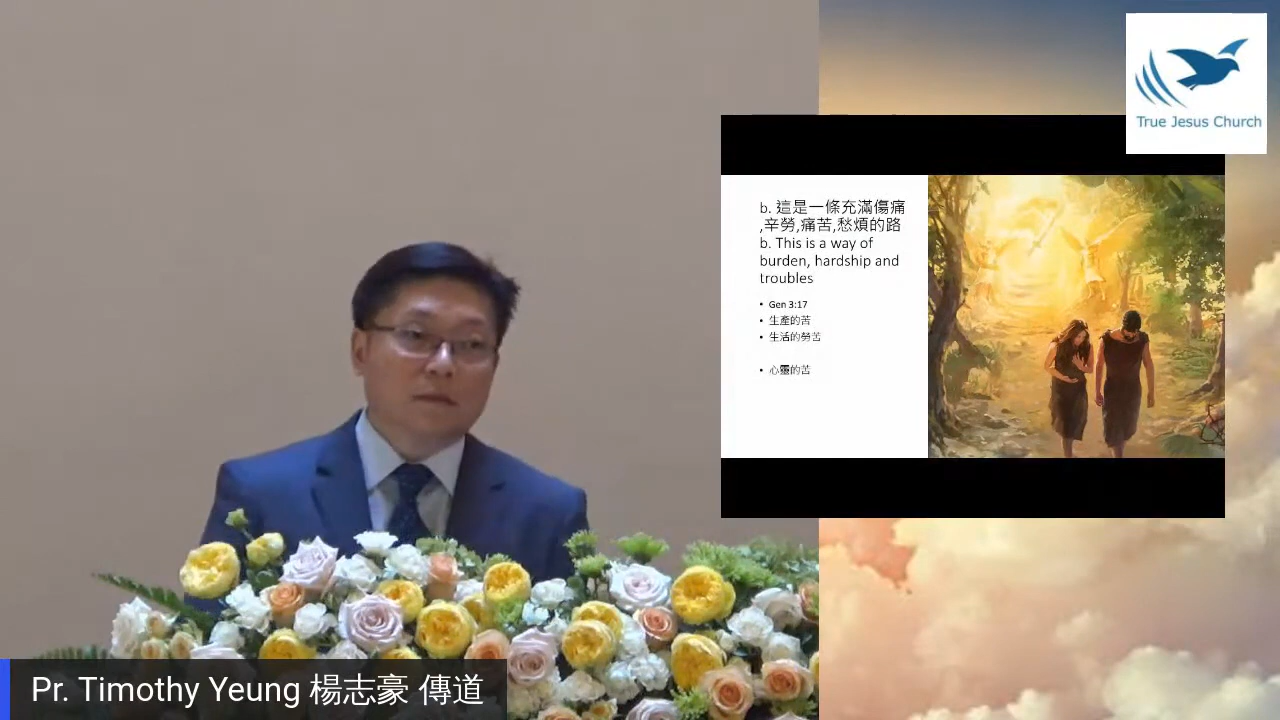 True Jesus Church
b. 這是一條充滿傷痛
,辛勞,痛苦,愁煩的路
b. This is a way of
burden, hardship and
troubles
• Gen 3:17
• 生產的苦
• 生活的勞苦
• 心靈的苦
Pr. Timothy Yeung 楊志豪 傳道